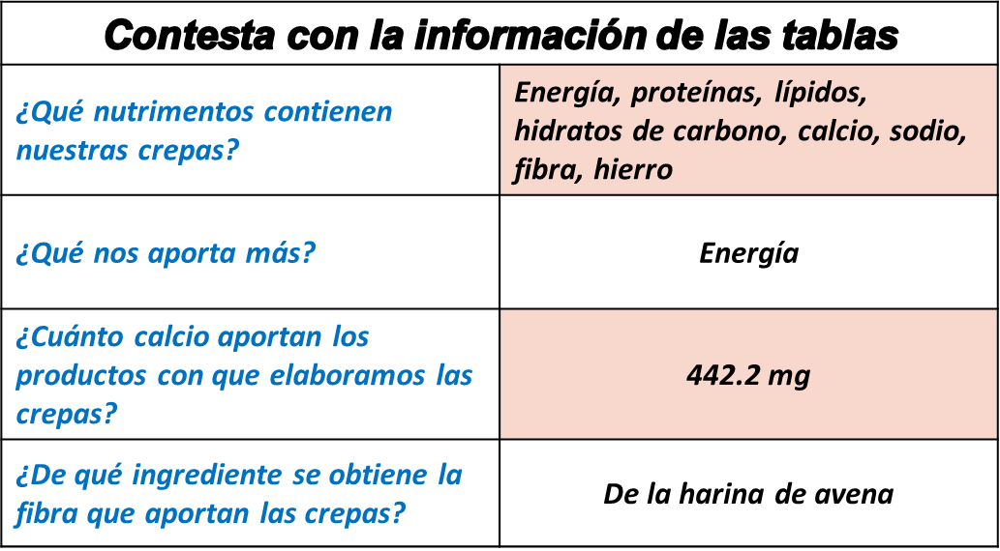 Contesta con la información de las tablas
¿Qué nutrimentos contienen
nuestras crepas?
Energía, proteínas, lípidos,
hidratos de carbono, calcio, sodio,
fibra, hierro
¿Qué nos aporta más?
Energía
¿Cuánto calcio aportan los
productos con que elaboramos las
crepas?
442.2 mg
¿De qué ingrediente se obtiene la
fibra que aportan las crepas?
De la harina de avena